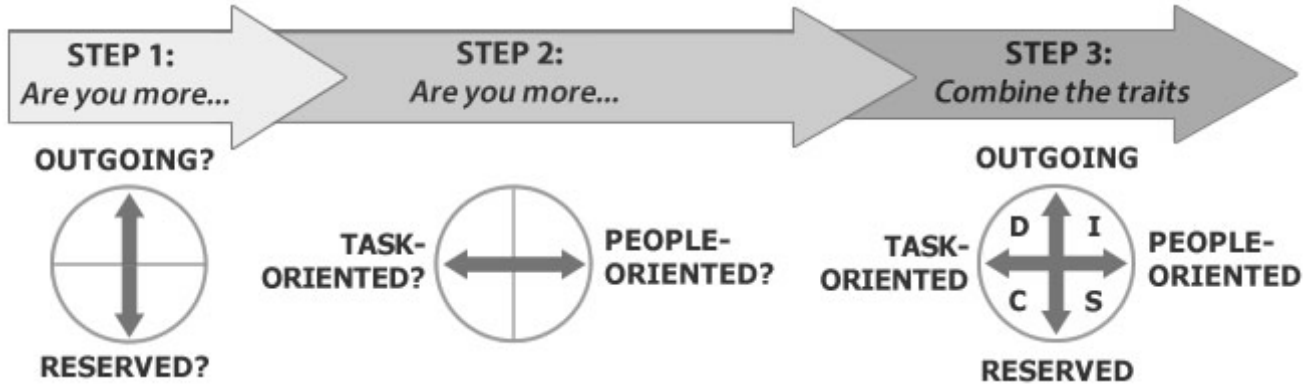 STEP 1:
Are you more...
STEP 2:
Are you more...
STEP 3:
Combine the traits
OUTGOING?
RESERVED?
TASK-
ORIENTED?
PEOPLE-
ORIENTED?
OUTGOING
TASK-
ORIENTED
D I
C S
PEOPLE-
ORIENTED
RESERVED